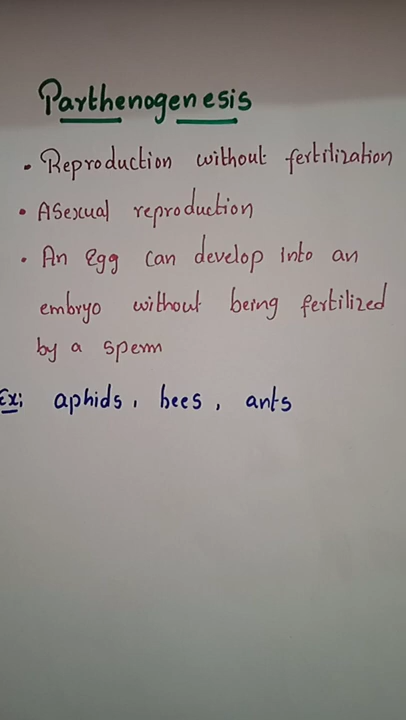 Parthenogenesis
• Reproduction without fertilization
• Asexual reproduction
• An Egg can develop into an
embryo without being fertilized
by a sperm
Ex: aphids, bees, ants